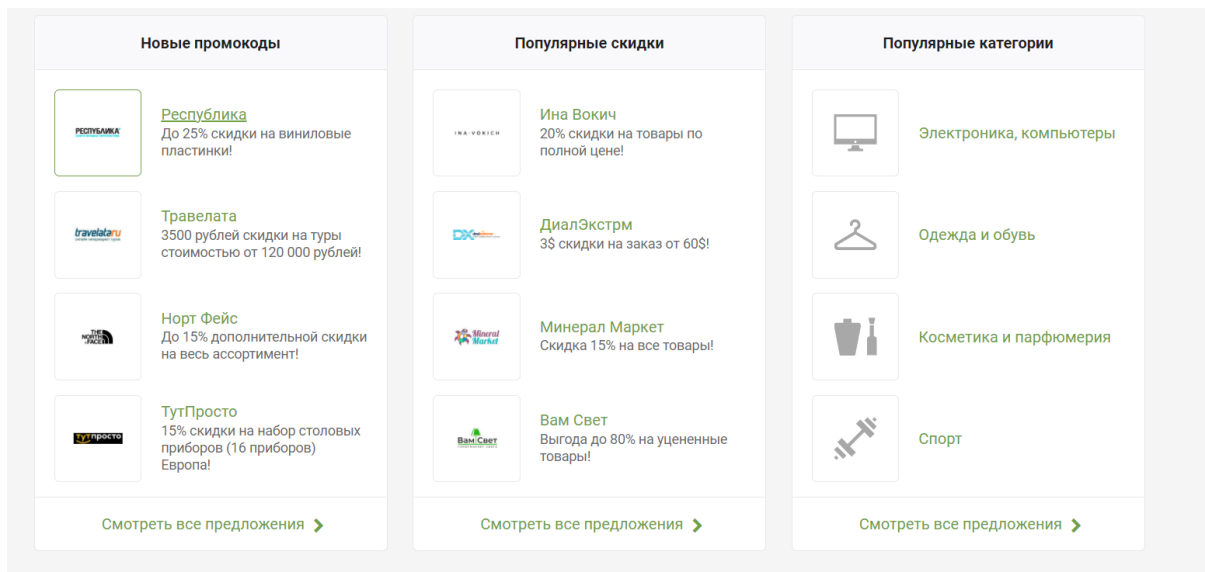 Новые промокоды
РЕСПУБЛИКА
Республика
До 25% скидки на виниловые
пластинки!
travelata.ru
Травелата
3500 рублей скидки на туры
стоимостью от 120 000 рублей!
THE
NORTH
FACE
Норт Фейс
До 15% дополнительной скидки
на весь ассортимент!
тутпросто
ТутПросто
15% скидки на набор столовых
приборов (16 приборов)
Европа!
Смотреть все предложения
Популярные скидки
INA VOKICH
Ина Вокич
20% скидки на товары по
полной цене!
DX
ДиалЭкстрм
3$ скидки на заказ от 60$!
Mineral
Market
Минерал Маркет
Скидка 15% на все товары!
Вам Свет
Вам Свет
Выгода до 80% на уцененные
товары!
Смотреть все предложения
Популярные категории
Электроника, компьютеры
Одежда и обувь
Косметика и парфюмерия
Спорт
Смотреть все предложения